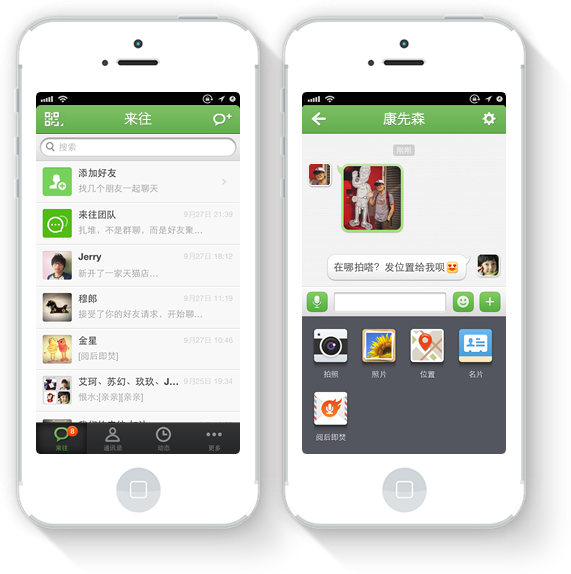 来往
搜索
添加好友
找几个朋友一起聊天
来往团队
9月27日 21:39
扎堆，不是群聊，而是好友聚...
Jerry
9月27日 18:12
新开了一家天猫店...
穆郎
9月27日 11:19
接受了你的好友请求，开始聊...
金星
9月27日 10:46
[阅后即焚]
艾珂、苏幻、玖玖、J...
9月25日 19:34
恨水:[亲亲][亲亲]
8
来往
通讯录
动态
更多
康先森
刚刚
在哪拍嗒？发位置给我呗
拍照
照片
位置
名片
阅后即焚